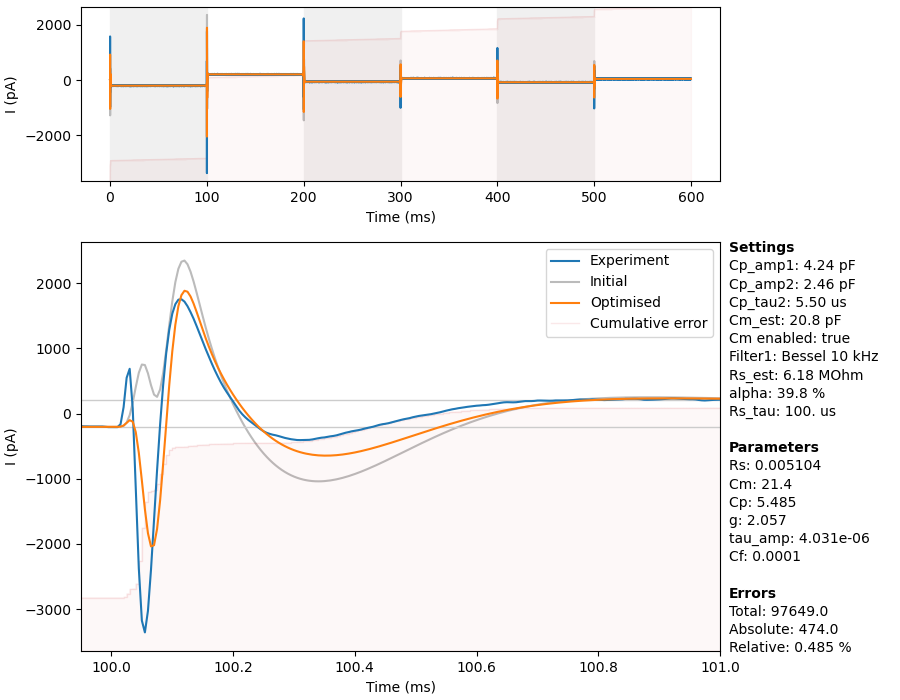 2000
0
−2000
I (pA)
0 100 200 300 400 500 600
Time (ms)
2000
1000
0
−1000
−2000
−3000
I (pA)
100.0 100.2 100.4 100.6 100.8 101.0
Time (ms)
Experiment
Initial
Optimised
Cumulative error
Settings
Cp_amp1: 4.24 pF
Cp_amp2: 2.46 pF
Cp_tau2: 5.50 us
Cm_est: 20.8 pF
Cm enabled: true
Filter1: Bessel 10 kHz
Rs_est: 6.18 MOhm
alpha: 39.8 %
Rs_tau: 100. us
Parameters
Rs: 0.005104
Cm: 21.4
Cp: 5.485
g: 2.057
tau_amp: 4.031e-06
Cf: 0.0001
Errors
Total: 97649.0
Absolute: 474.0
Relative: 0.485 %